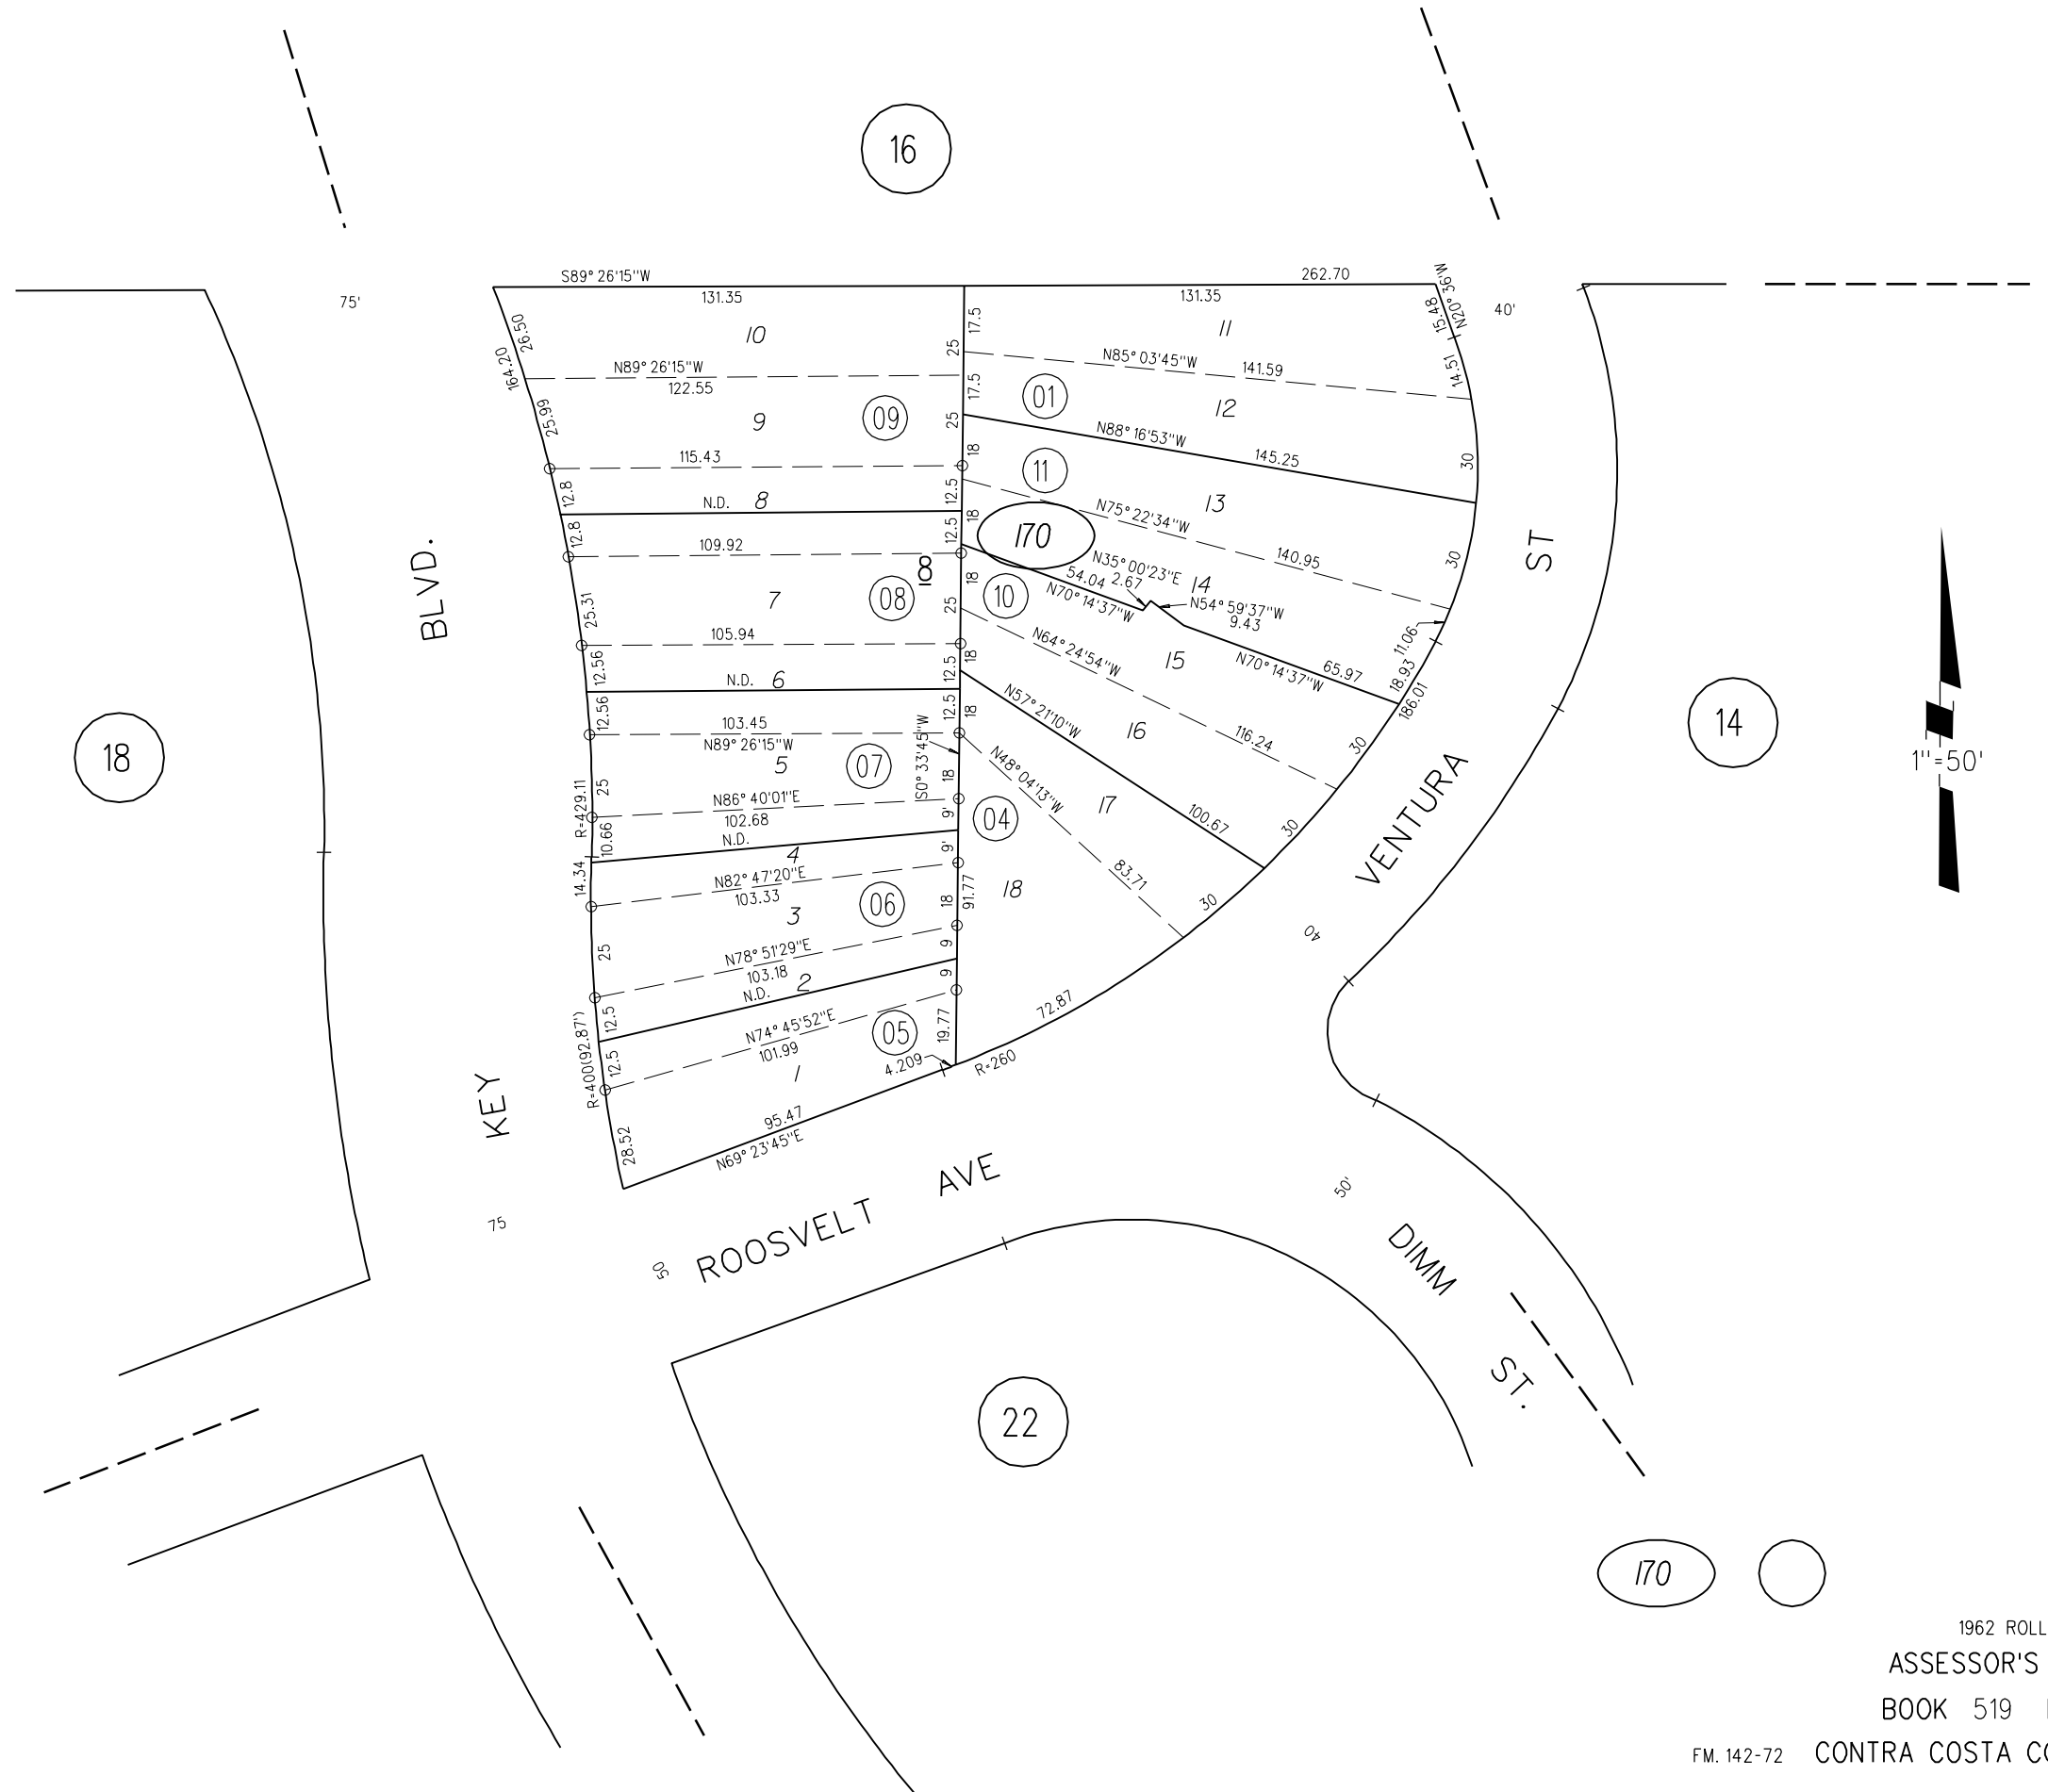 16
S89° 26'15"W
262.70
131.35
131.35
75'
40'
N20° 36'W
15.48
14.51
164.20
26.50
10
17.5
11
25
N89° 26'15"W
122.55
N85° 03'45"W
141.59
17.5
01
12
25.99
9
09
25
N88° 16'53"W
145.25
30
115.43
18
11
12.8
N.D.
8
12.5
13
N75° 22'34"W
140.95
18
170
12.8
12.5
109.92
8
30
N35° 00'23"E
54.04
2.67
14
N70° 14'37"W
N54° 59'37"W
9.43
18
10
7
08
25
25.31
105.94
N64° 24'54"W
15
N70° 14'37"W
65.97
11.06
18.93
186.01
18
12.56
N.D.
6
12.5
N57° 21'10"W
16
116.24
30
12.56
12.5
18
103.45
N89° 26'15"W
S0° 33'45"W
5
07
18
N48° 04'13"W
17
100.67
30
R=429.11
25
N86° 40'01"E
102.68
9'
04
10.66
N.D.
9'
4
14.34
N82° 47'20"E
103.33
83.71
91.77
18
30
3
06
18
25
N78° 51'29"E
103.18
9
N.D.
2
9
12.5
R=400(92.87')
N74° 45'52"E
101.99
05
19.77
72.87
12.5
1
4.209
R=260
28.52
95.47
N69° 23'45"E
KEY
BLVD.
VENTURA
ST
40
18
14
1"=50'
75
50
ROOSVELT
AVE
50'
DIMM
ST.
22
170
1962 ROLL
ASSESSOR'S
BOOK 519
FM. 142-72
CONTRA COSTA